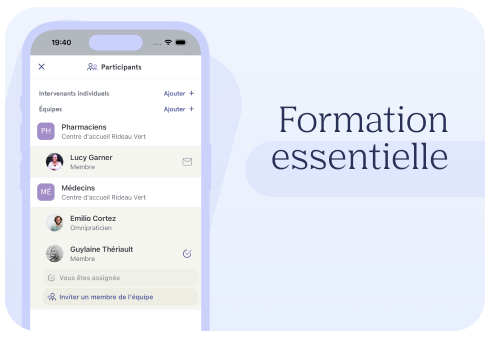 19:40
Participants
Intervenants individuels Ajouter +
Équipes Ajouter +
PH Pharmaciens
Centre d'accueil Rideau Vert
Lucy Garner
Membre
MÉ Médecins
Centre d'accueil Rideau Vert
Emilio Cortez
Omnipraticien
Guylaine Thériault
Membre
Vous êtes assignée
Inviter un membre de l'équipe
Formation
essentielle